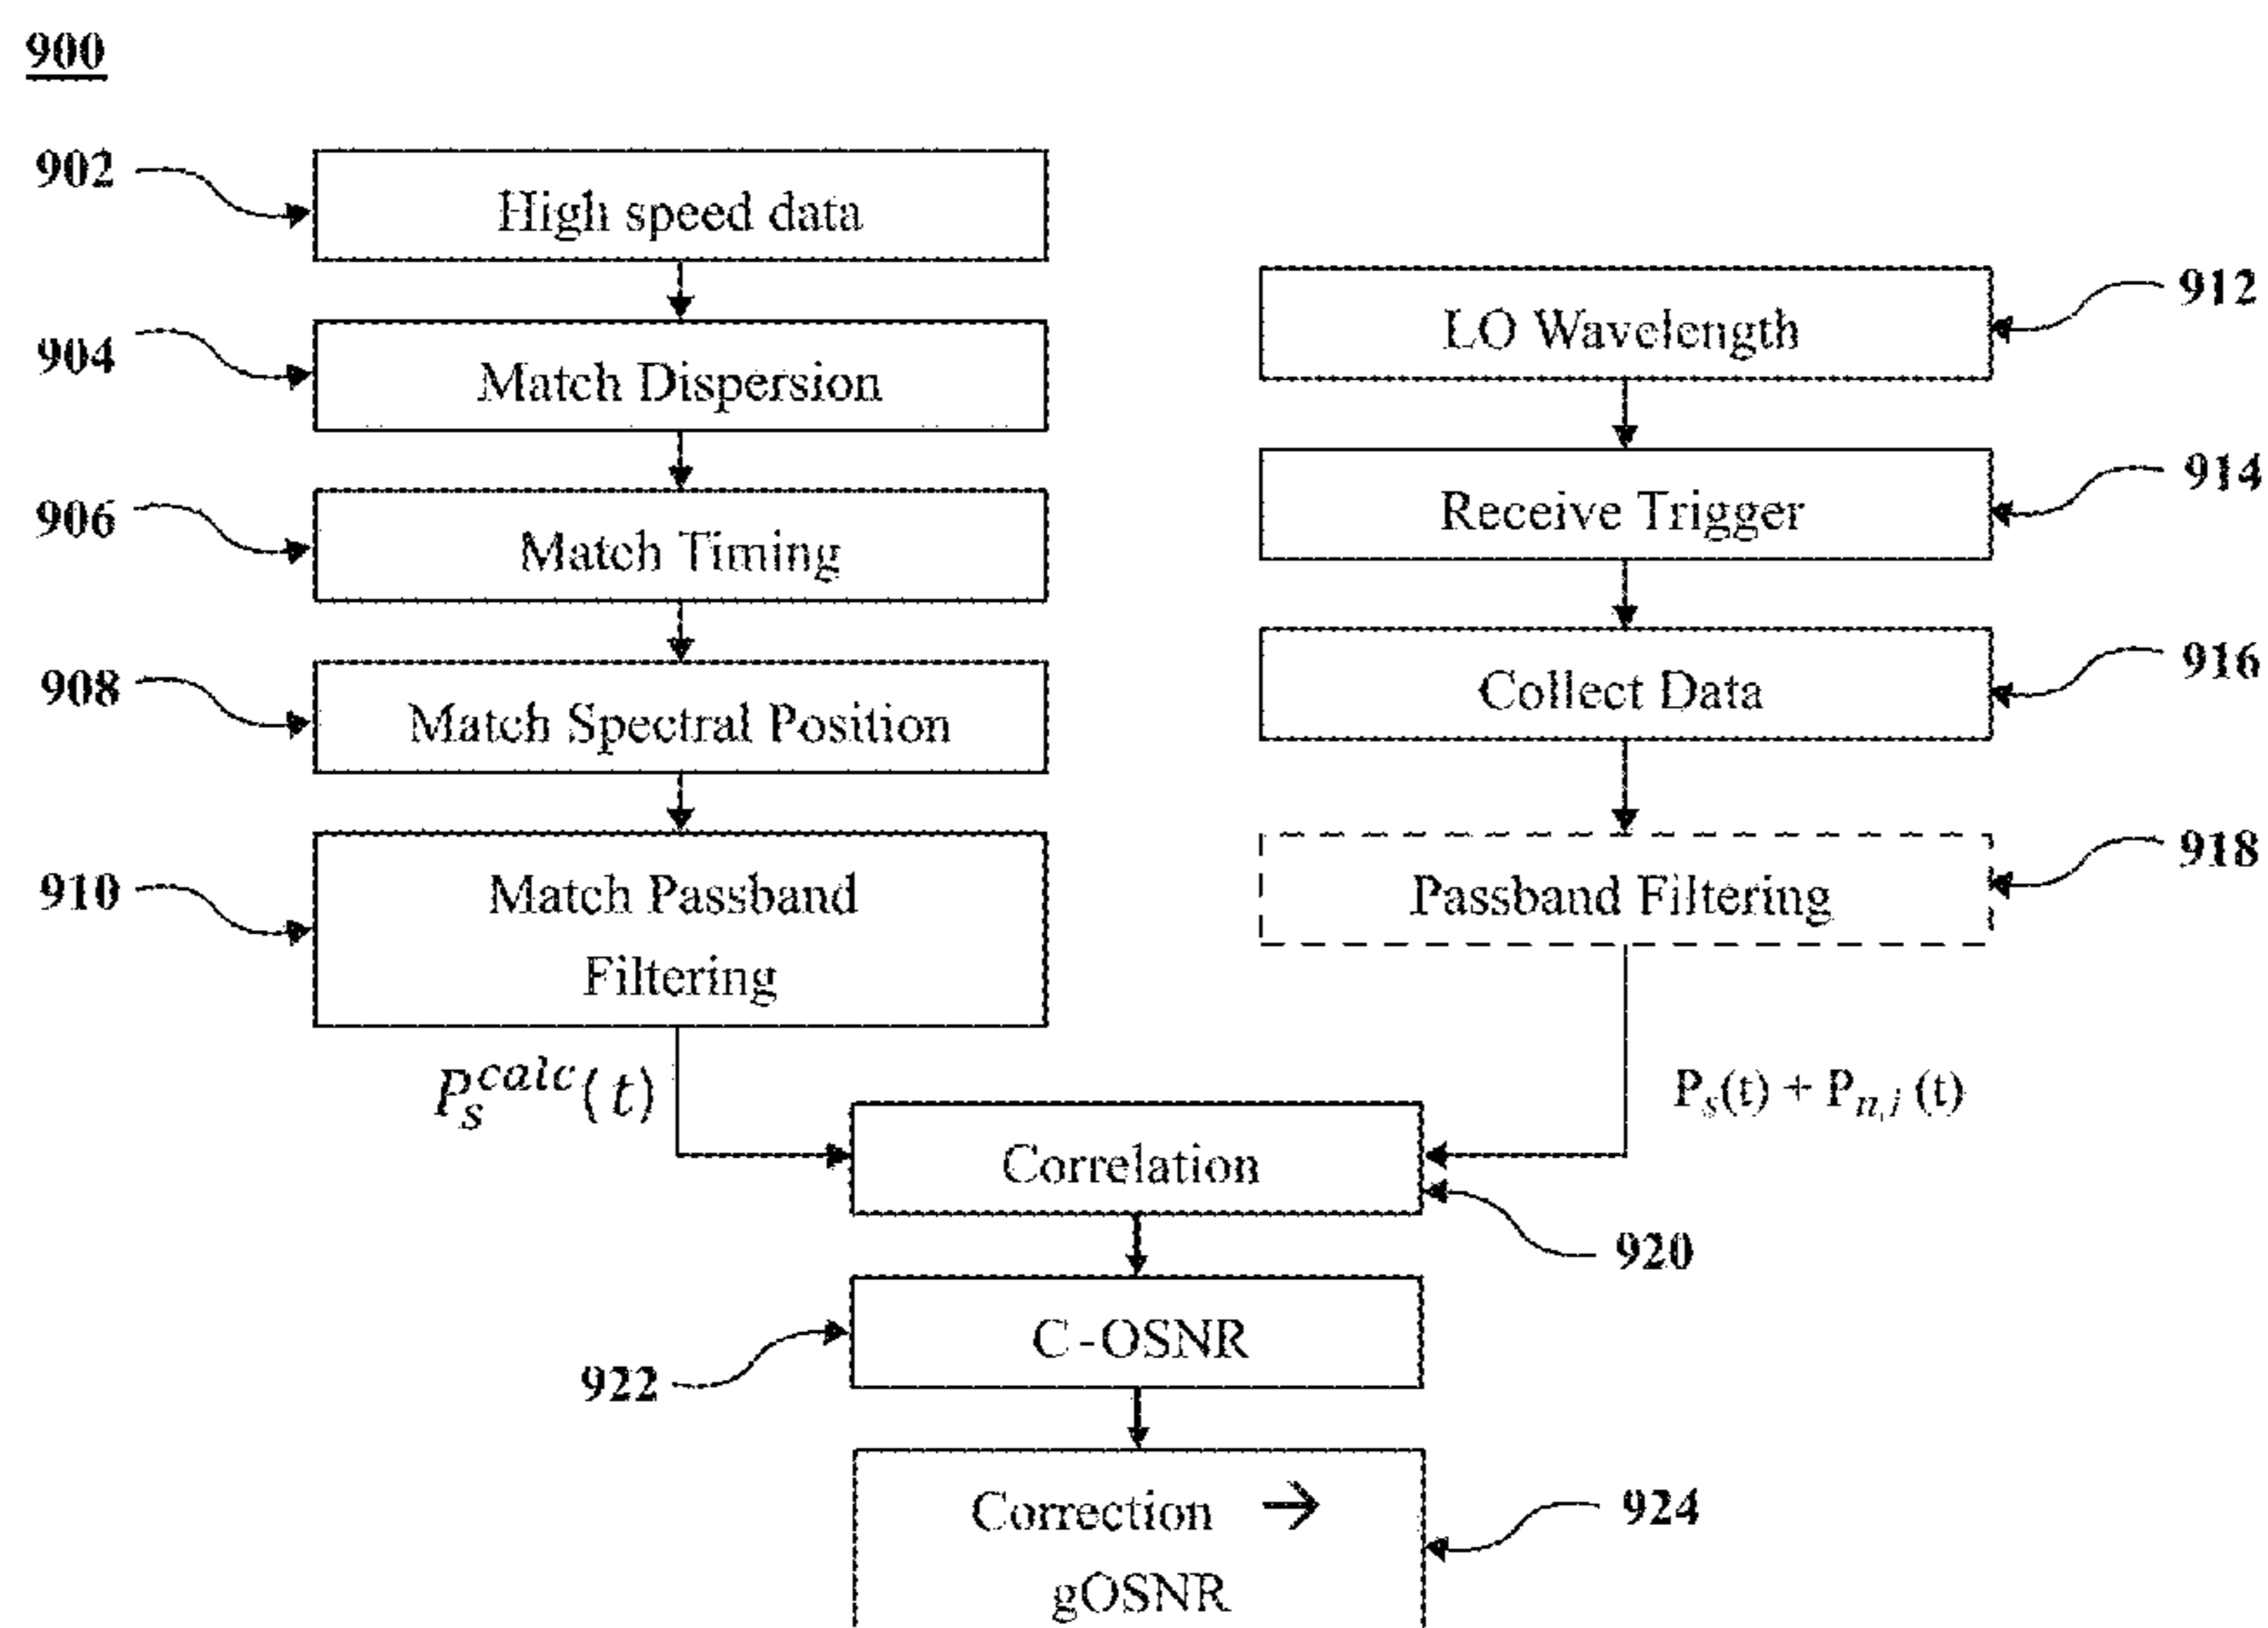 900
902
High speed data
904
Match Dispersion
906
Match Timing
908
Match Spectral Position
910
Match Passband
Filtering
912
LO Wavelength
914
Receive Trigger
916
Collect Data
918
Passband Filtering
P_s^calc(t)
P_s(t) + P_n,j (t)
Correlation
920
C-OSNR
922
Correction →
gOSNR
924